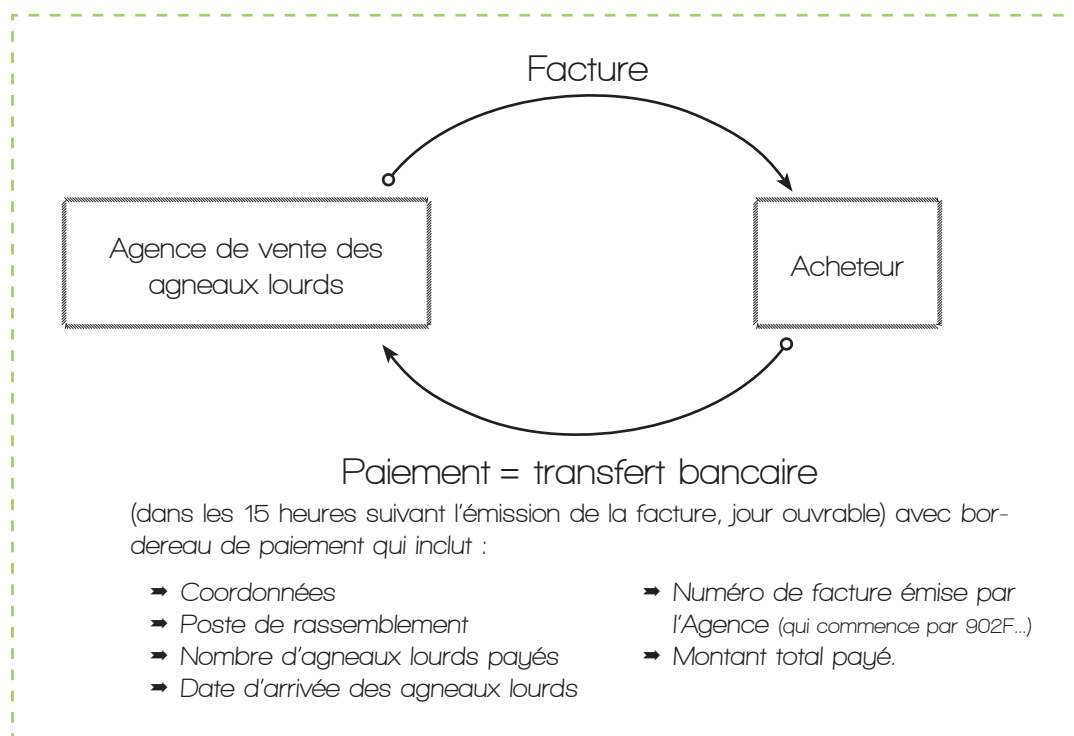 Facture
Agence de vente des
agneaux lourds
Acheteur
Paiement = transfert bancaire
(dans les 15 heures suivant l'émission de la facture, jour ouvrable) avec bor-
dereau de paiement qui inclut :
➡ Coordonnées
➡ Poste de rassemblement
➡ Nombre d'agneaux lourds payés
➡ Date d'arrivée des agneaux lourds
➡ Numéro de facture émise par
l'Agence (qui commence par 902F...)
➡ Montant total payé.